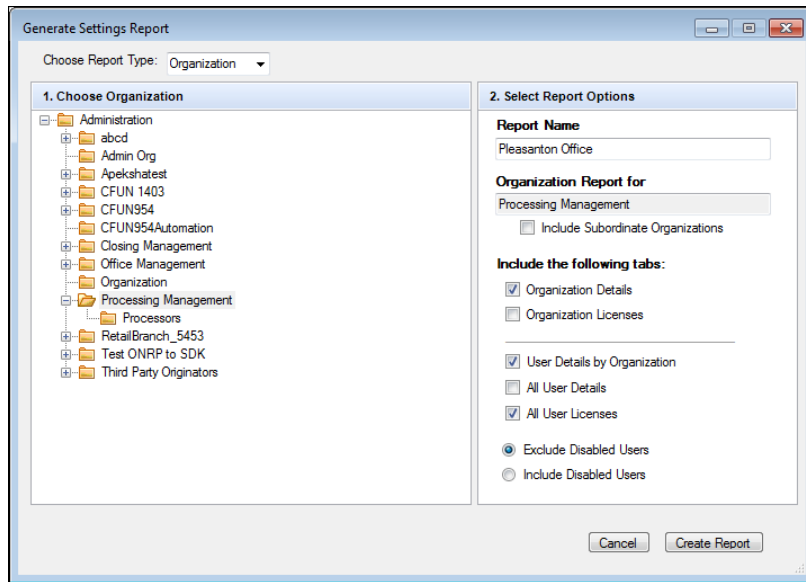 Generate Settings Report
Choose Report Type: Organization
1. Choose Organization
Administration
abcd
Admin Org
Apekshatest
CFUN 1403
CFUN954
CFUN954Automation
Closing Management
Office Management
Organization
Processing Management
Processors
RetailBranch_5453
Test ONRP to SDK
Third Party Originators
2. Select Report Options
Report Name
Pleasanton Office
Organization Report for
Processing Management
Include Subordinate Organizations
Include the following tabs:
Organization Details
Organization Licenses
User Details by Organization
All User Details
All User Licenses
Exclude Disabled Users
Include Disabled Users
Cancel Create Report